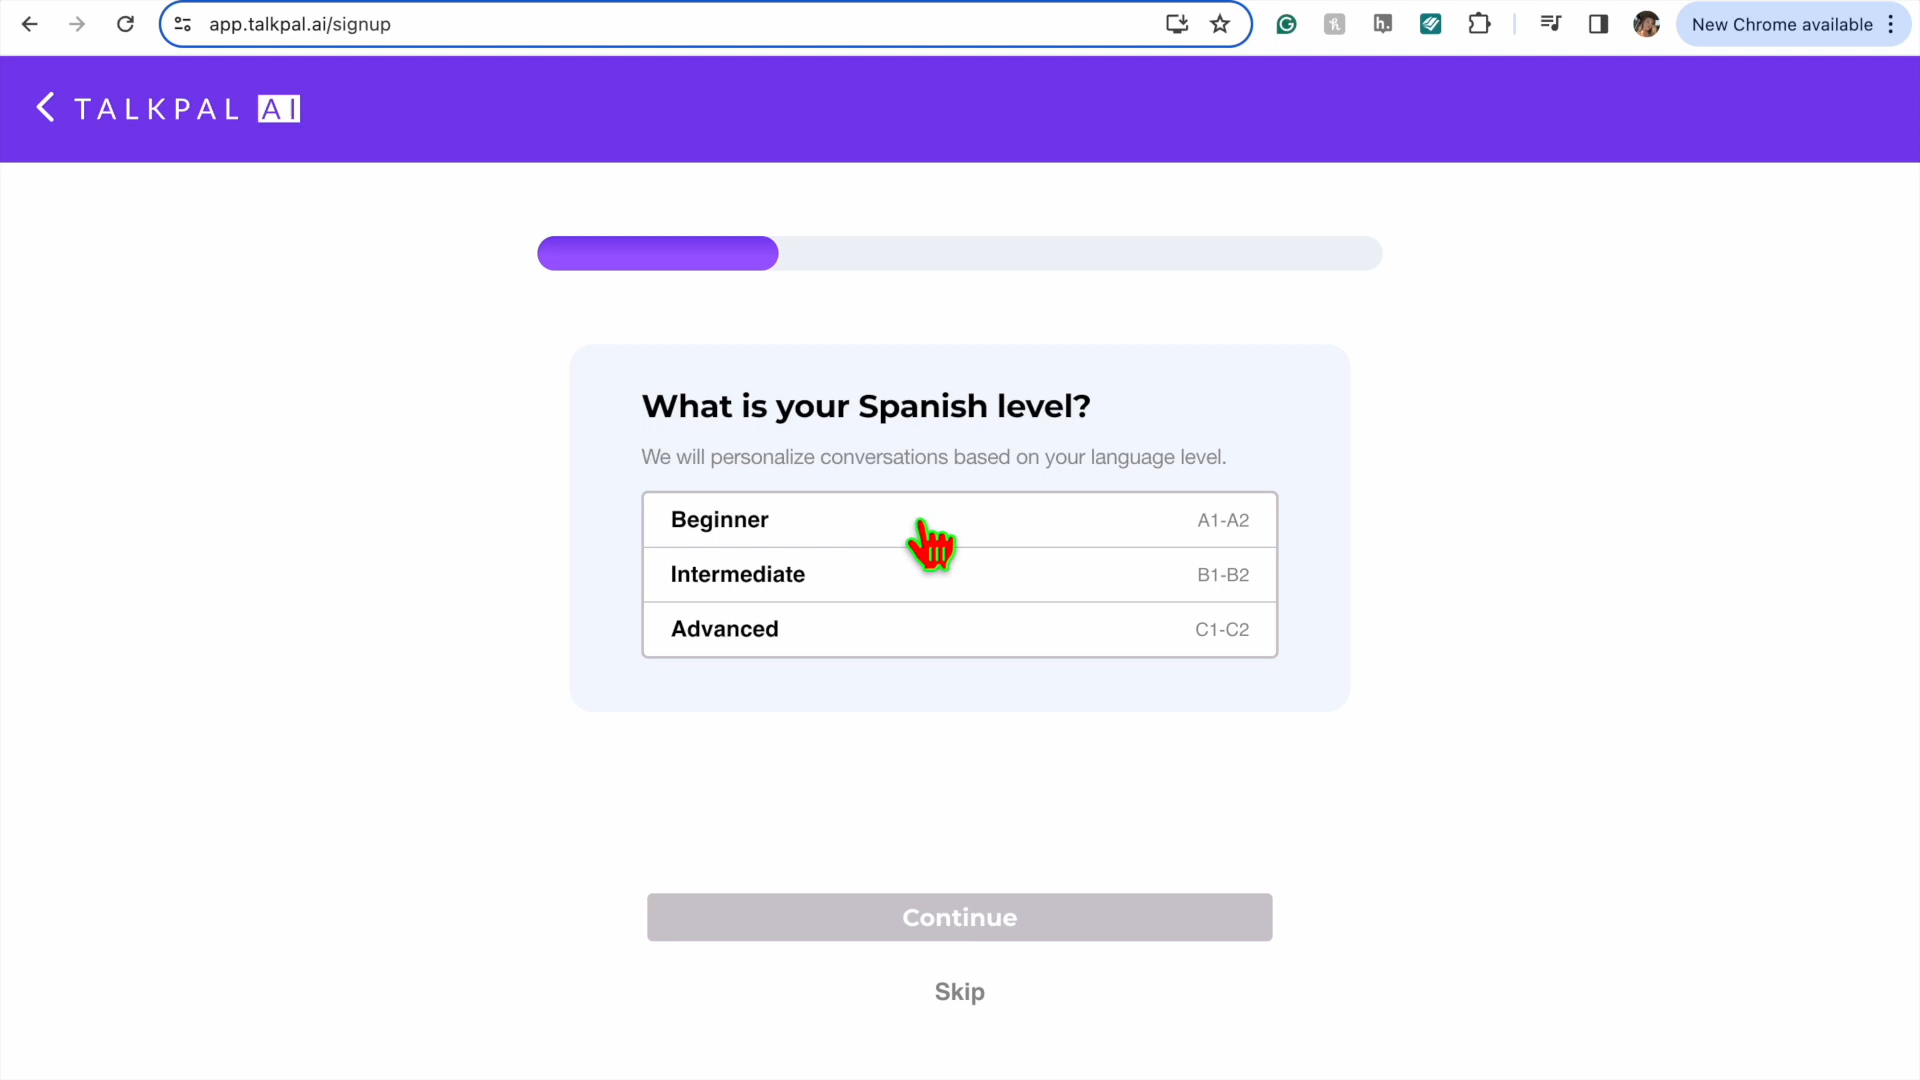 app.talkpal.ai/signup
h.
New Chrome available
TALKPAL AI
What is your Spanish level?
We will personalize conversations based on your language level.
Beginner A1-A2
Intermediate B1-B2
Advanced C1-C2
Continue
Skip